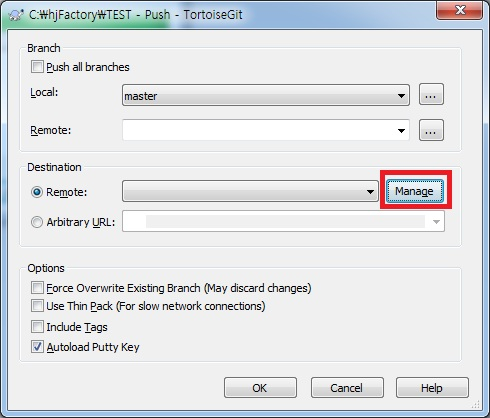 C:₩hjFactory₩TEST - Push - TortoiseGit
Branch
Push all branches
Local:
master
...
Remote:
...
Destination
Remote:
Manage
Arbitrary URL:
Options
Force Overwrite Existing Branch (May discard changes)
Use Thin Pack (For slow network connections)
Include Tags
Autoload Putty Key
OK
Cancel
Help